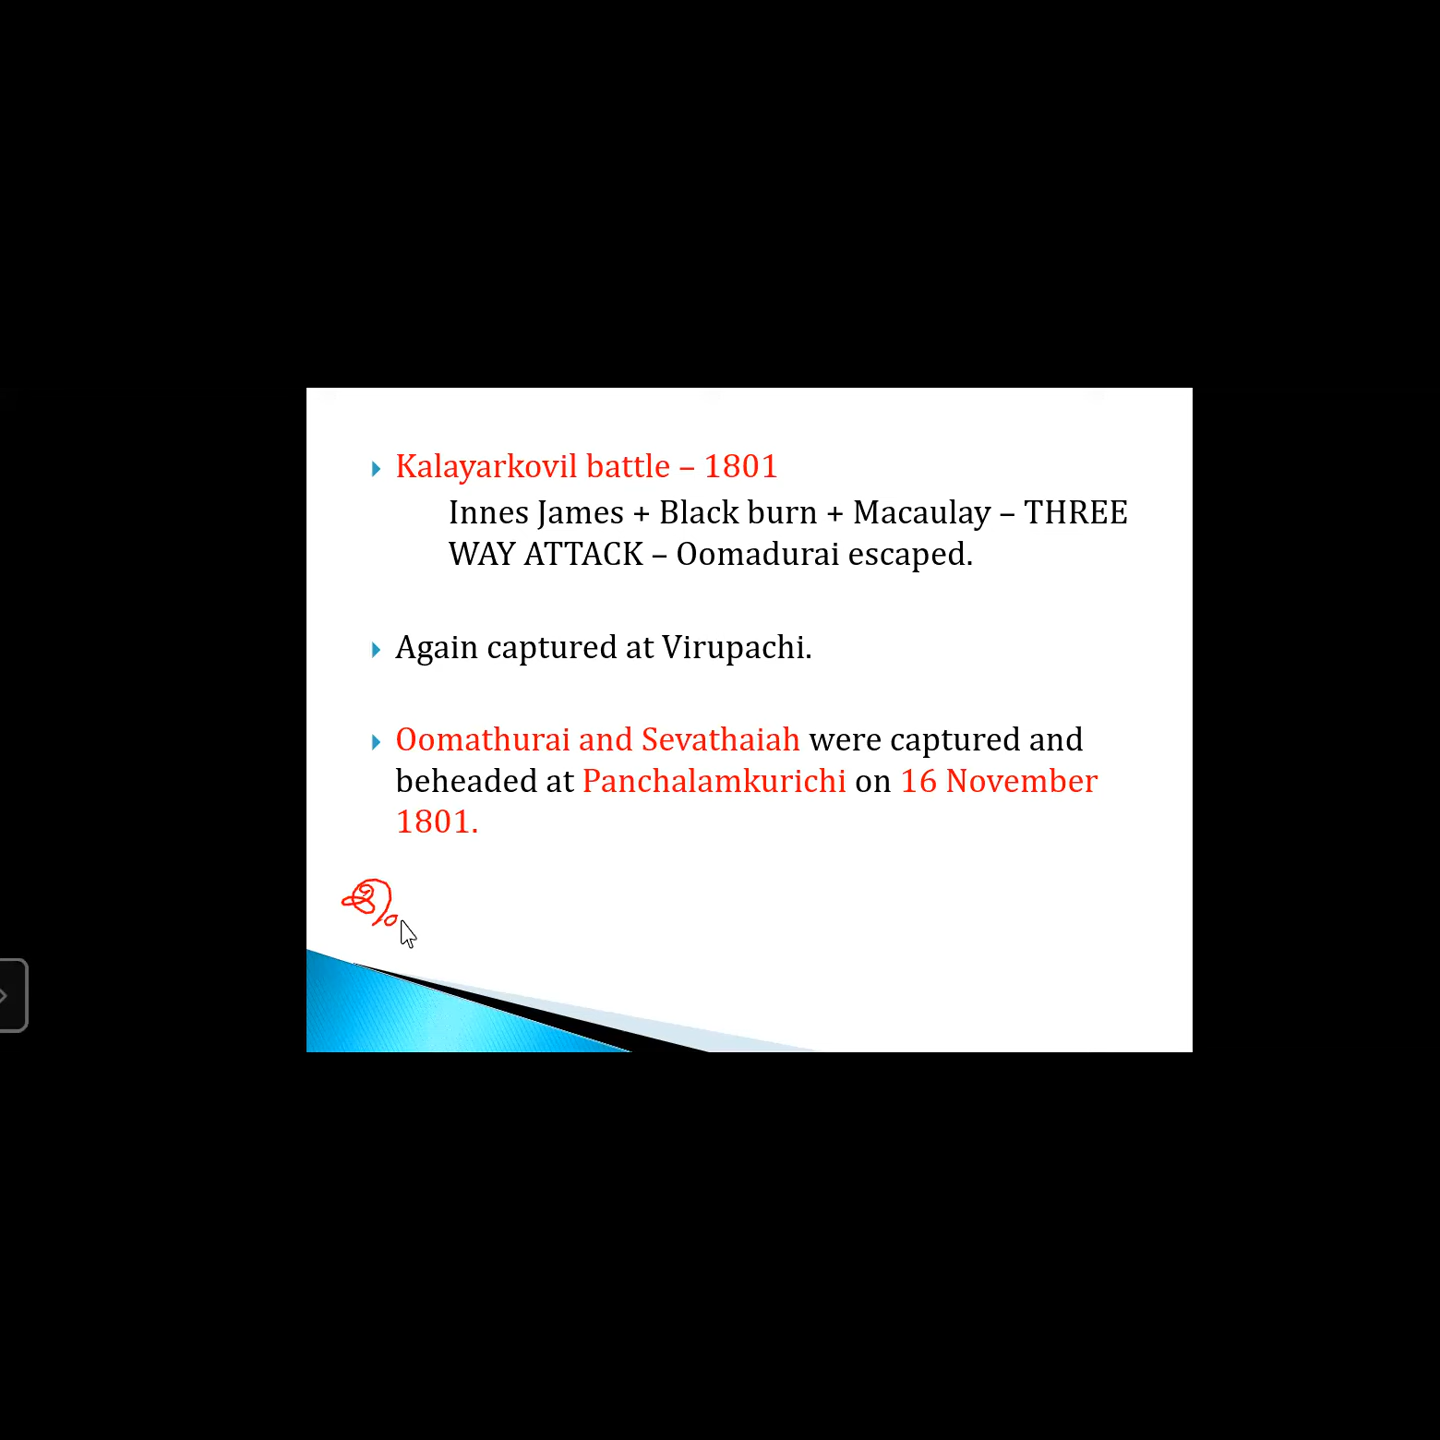 Kalayarkovil battle – 1801
Innes James + Black burn + Macaulay – THREE
WAY ATTACK – Oomadurai escaped.
Again captured at Virupachi.
Oomathurai and Sevathaiah were captured and
beheaded at Panchalamkurichi on 16 November
1801.